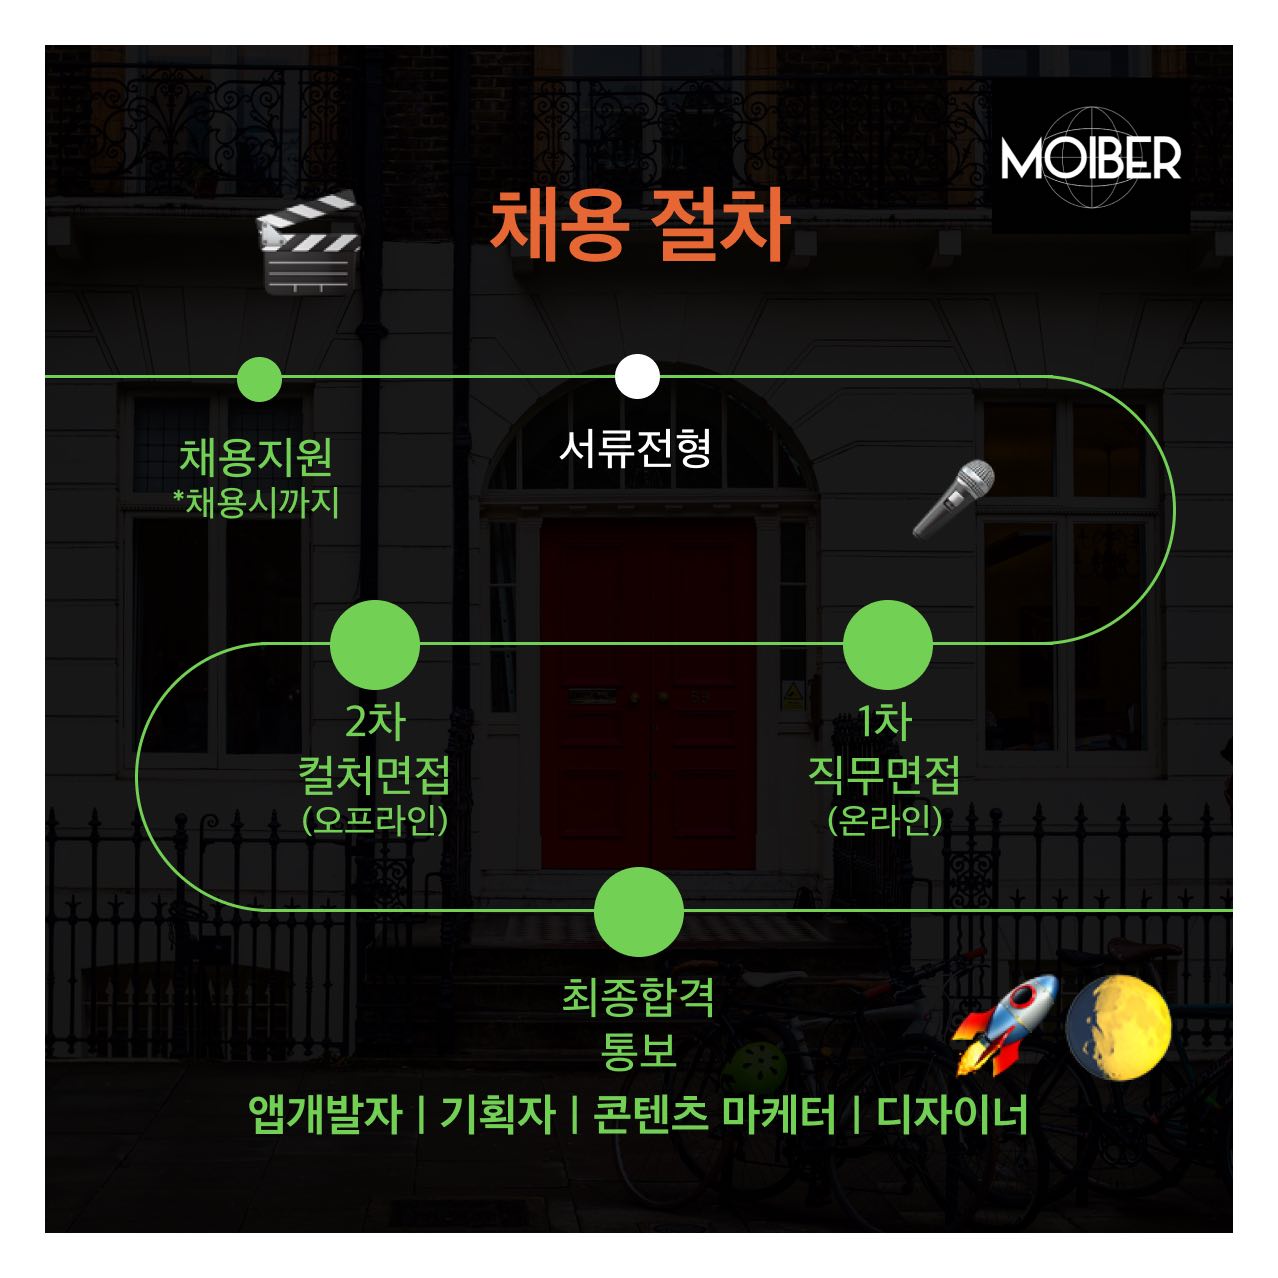 MOIBER
채용 절차
채용지원
*채용시까지
서류전형
1차
직무면접
(온라인)
2차
컬처면접
(오프라인)
최종합격
통보
앱개발자 | 기획자 | 콘텐츠 마케터 | 디자이너